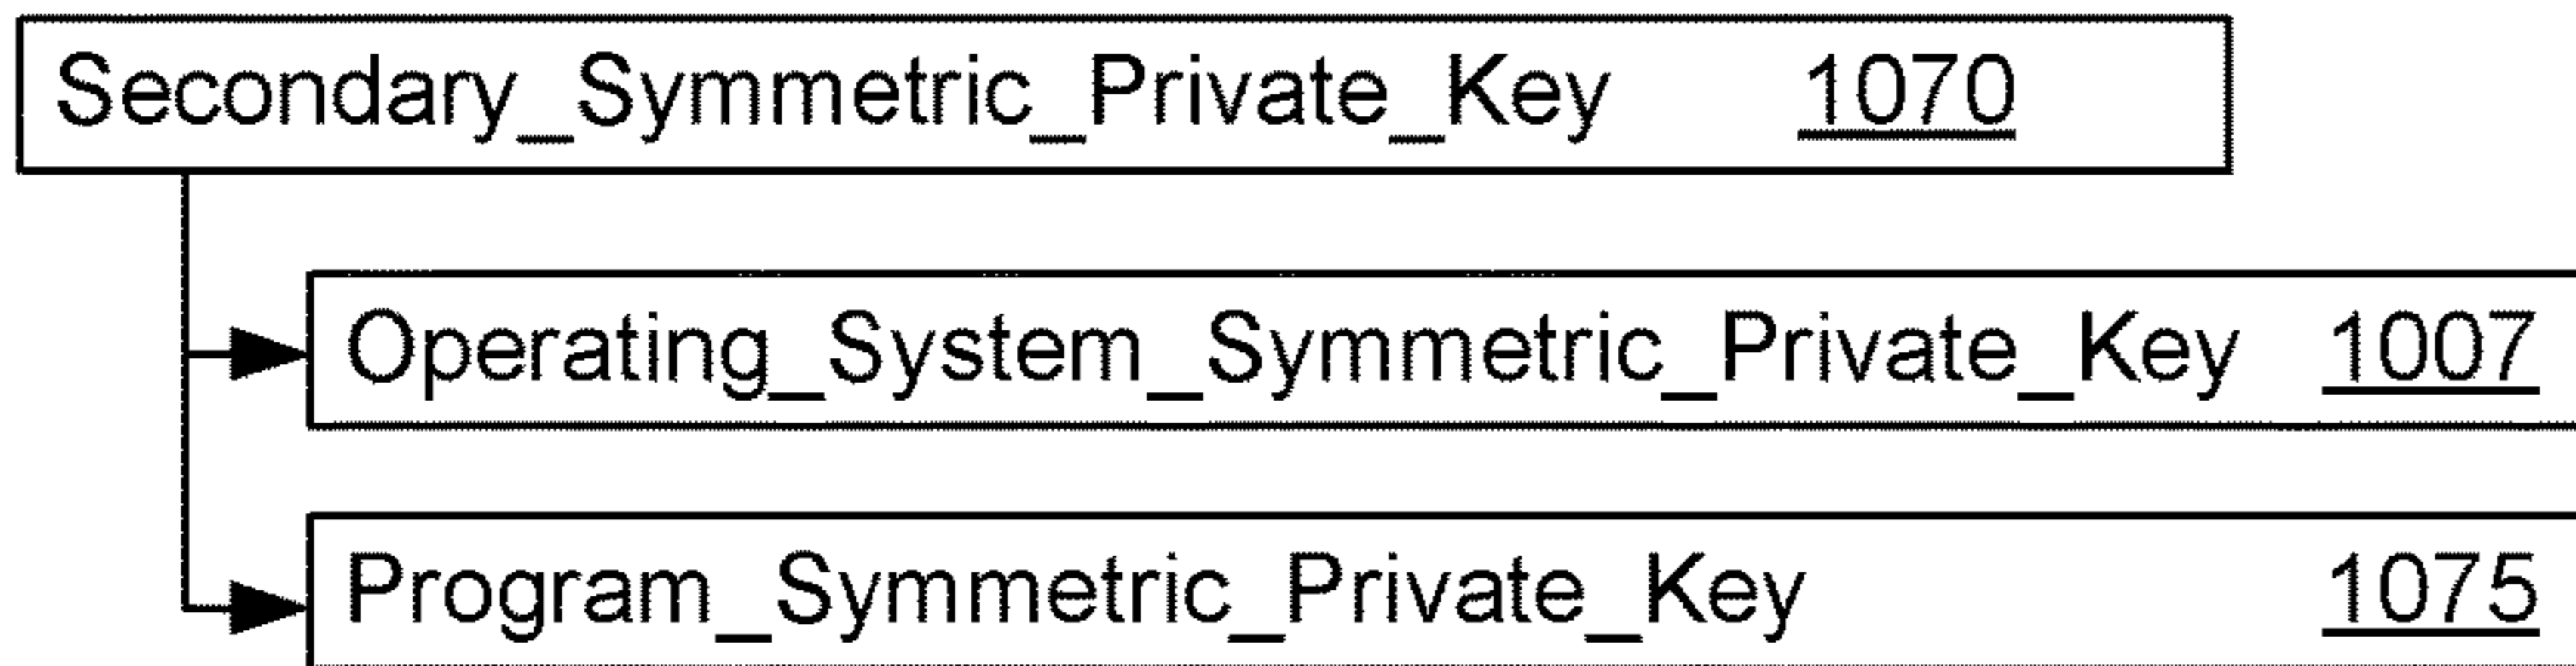 Secondary_Symmetric_Private_Key 1070
Operating_System_Symmetric_Private_Key 1007
Program_Symmetric_Private_Key 1075